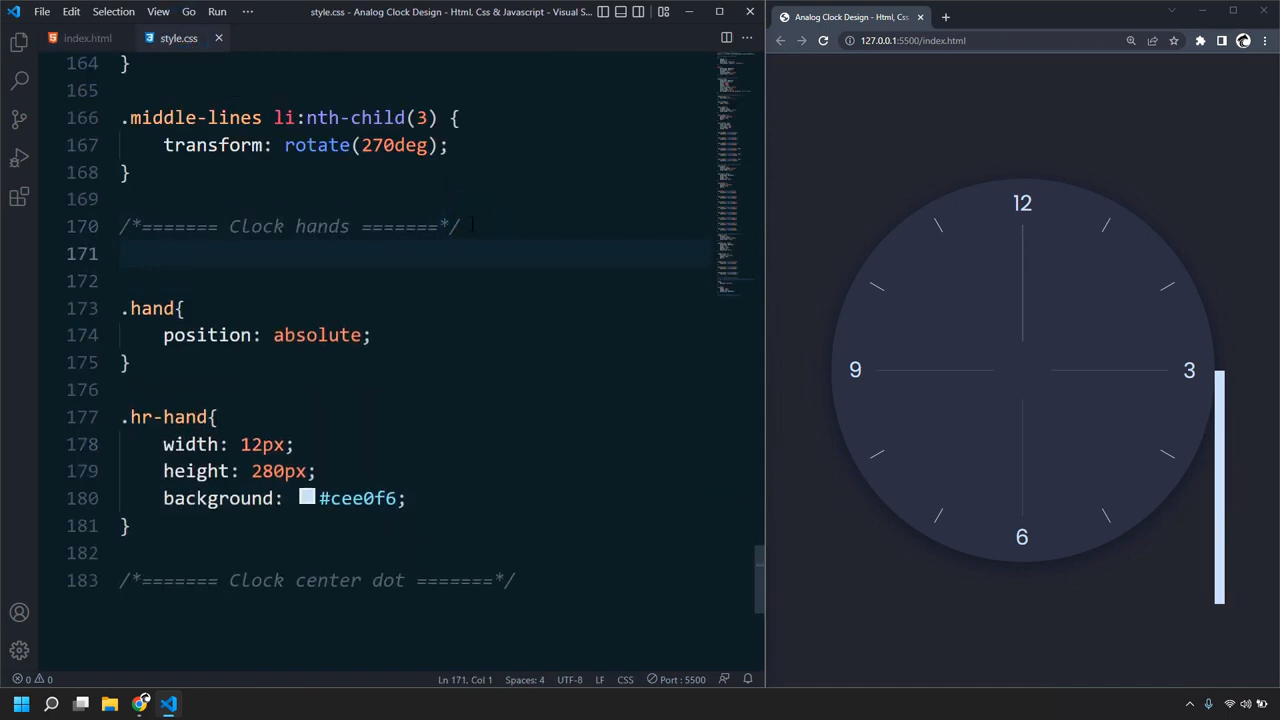 File Edit Selection View Go Run ··· style.css - Analog Clock Design - Html, Css & Javascript - Visual S...
index.html style.css
164 }
165
166 .middle-lines li:nth-child(3) {
167 transform: rotate(270deg);
168 }
169
170 /*======= Clock hands =======*/
171
172
173 .hand{
174 position: absolute;
175 }
176
177 .hr-hand{
178 width: 12px;
179 height: 280px;
180 background: #cee0f6;
181 }
182
183 /*======= Clock center dot =======*/
0 0 Ln 171, Col 1 Spaces: 4 UTF-8 LF CSS Port : 5500
Analog Clock Design - Html, Css
127.0.0.1:5500/index.html
12
9 3
6